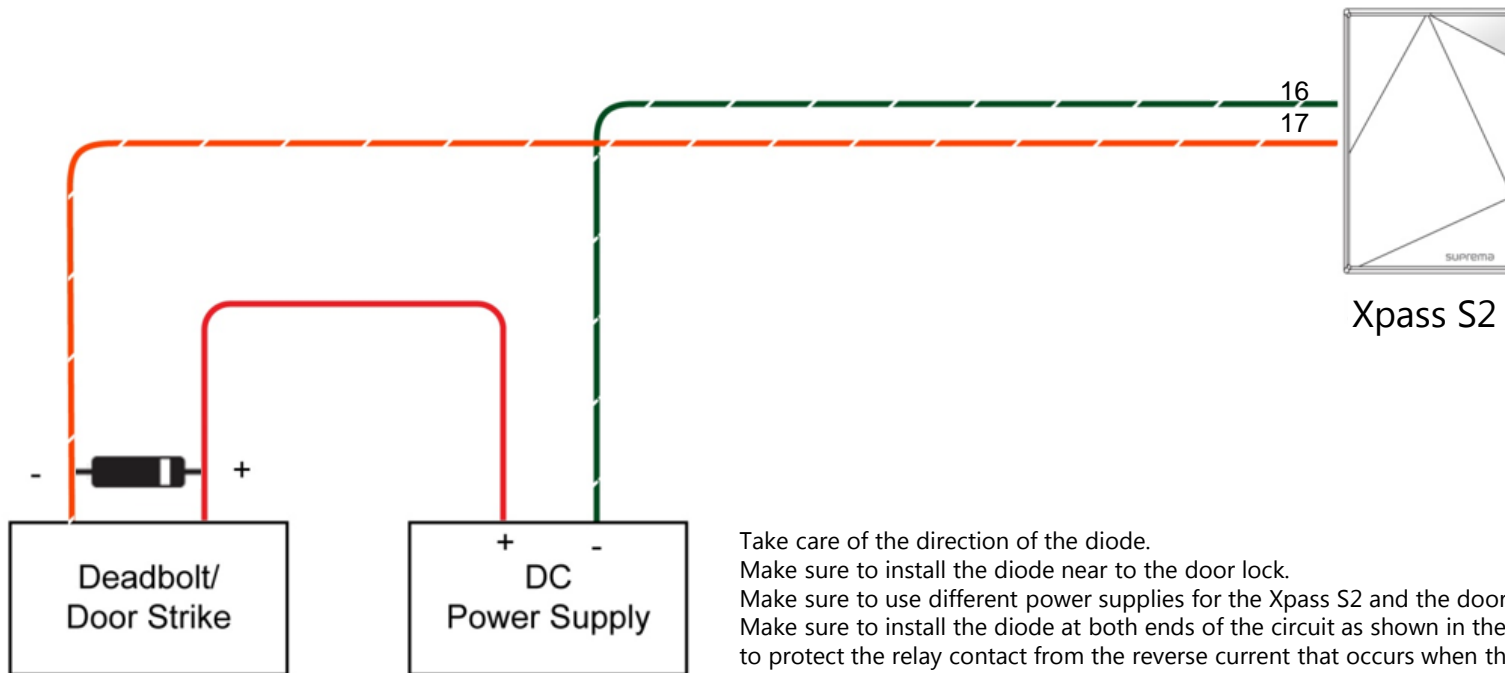 16
17
suprema
Xpass S2
- +
+ -
Deadbolt/
Door Strike
DC
Power Supply
Take care of the direction of the diode.
Make sure to install the diode near to the door lock.
Make sure to use different power supplies for the Xpass S2 and the door
Make sure to install the diode at both ends of the circuit as shown in the
to protect the relay contact from the reverse current that occurs when th